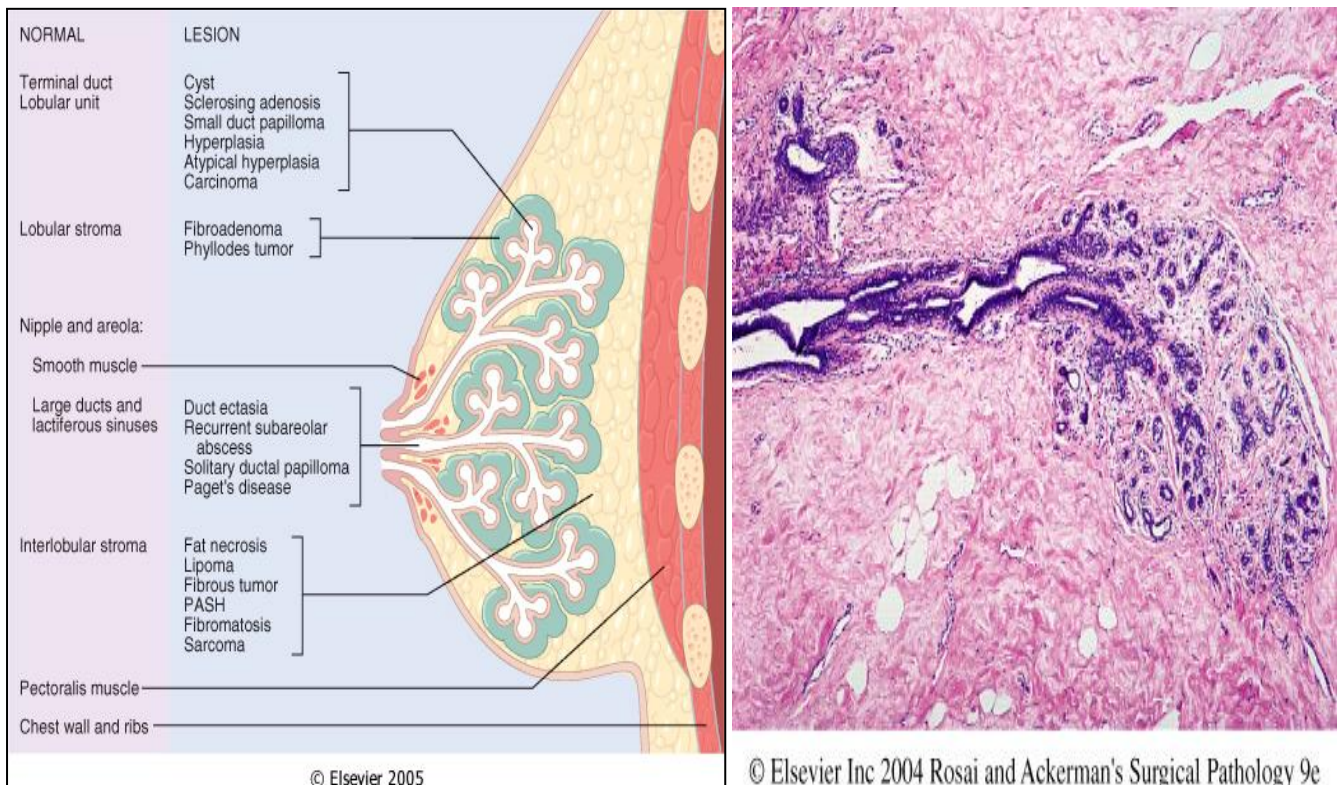 NORMAL
LESION
Terminal duct
Lobular unit
Cyst
Sclerosing adenosis
Small duct papilloma
Hyperplasia
Atypical hyperplasia
Carcinoma
Lobular stroma
Fibroadenoma
Phyllodes tumor
Nipple and areola:
Smooth muscle
Large ducts and
lactiferous sinuses
Duct ectasia
Recurrent subareolar
abscess
Solitary ductal papilloma
Paget's disease
Interlobular stroma
Fat necrosis
Lipoma
Fibrous tumor
PASH
Fibromatosis
Sarcoma
Pectoralis muscle
Chest wall and ribs
© Elsevier 2005
© Elsevier Inc 2004 Rosai and Ackerman's Surgical Pathology 9e